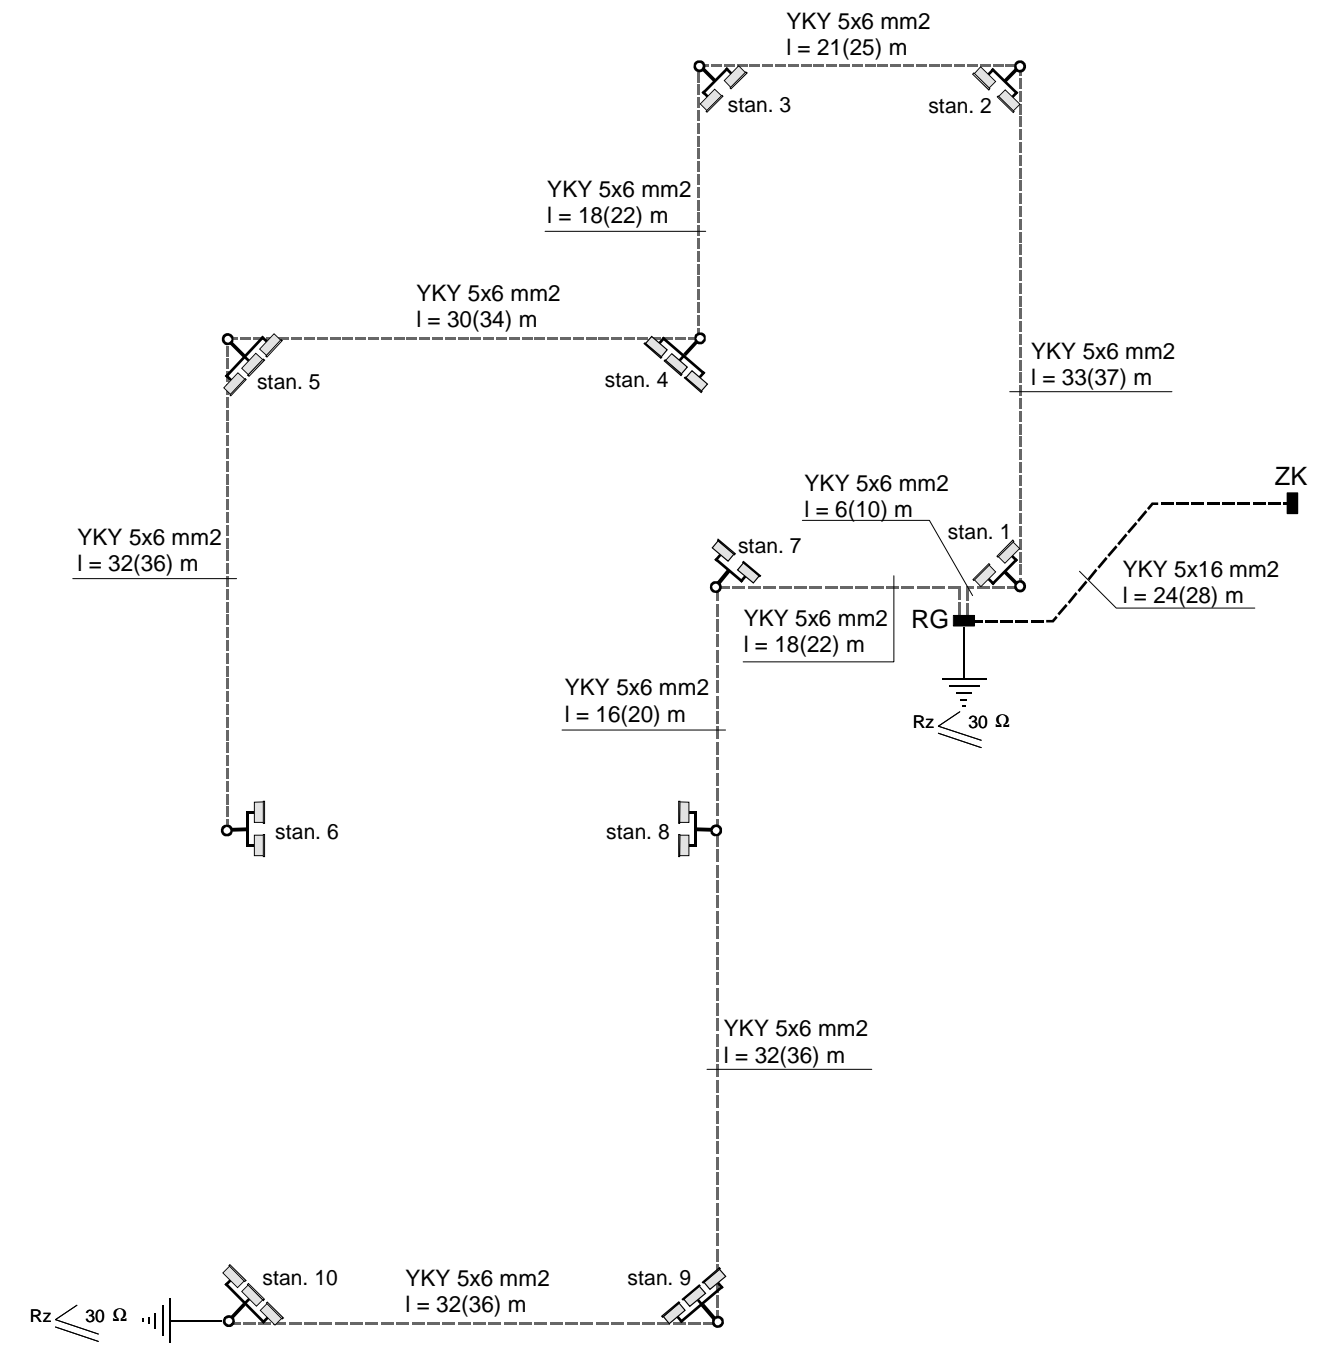 YKY 5x6 mm2
l = 21(25) m
stan. 3
stan. 2
YKY 5x6 mm2
l = 18(22) m
YKY 5x6 mm2
l = 30(34) m
stan. 5
stan. 4
YKY 5x6 mm2
l = 33(37) m
ZK
YKY 5x6 mm2
l = 6(10) m
stan. 1
stan. 7
YKY 5x6 mm2
l = 32(36) m
YKY 5x16 mm2
l = 24(28) m
YKY 5x6 mm2
l = 18(22) m
RG
YKY 5x6 mm2
l = 16(20) m
Rz < 30 Ω
stan. 6
stan. 8
YKY 5x6 mm2
l = 32(36) m
stan. 10
YKY 5x6 mm2
l = 32(36) m
stan. 9
Rz < 30 Ω